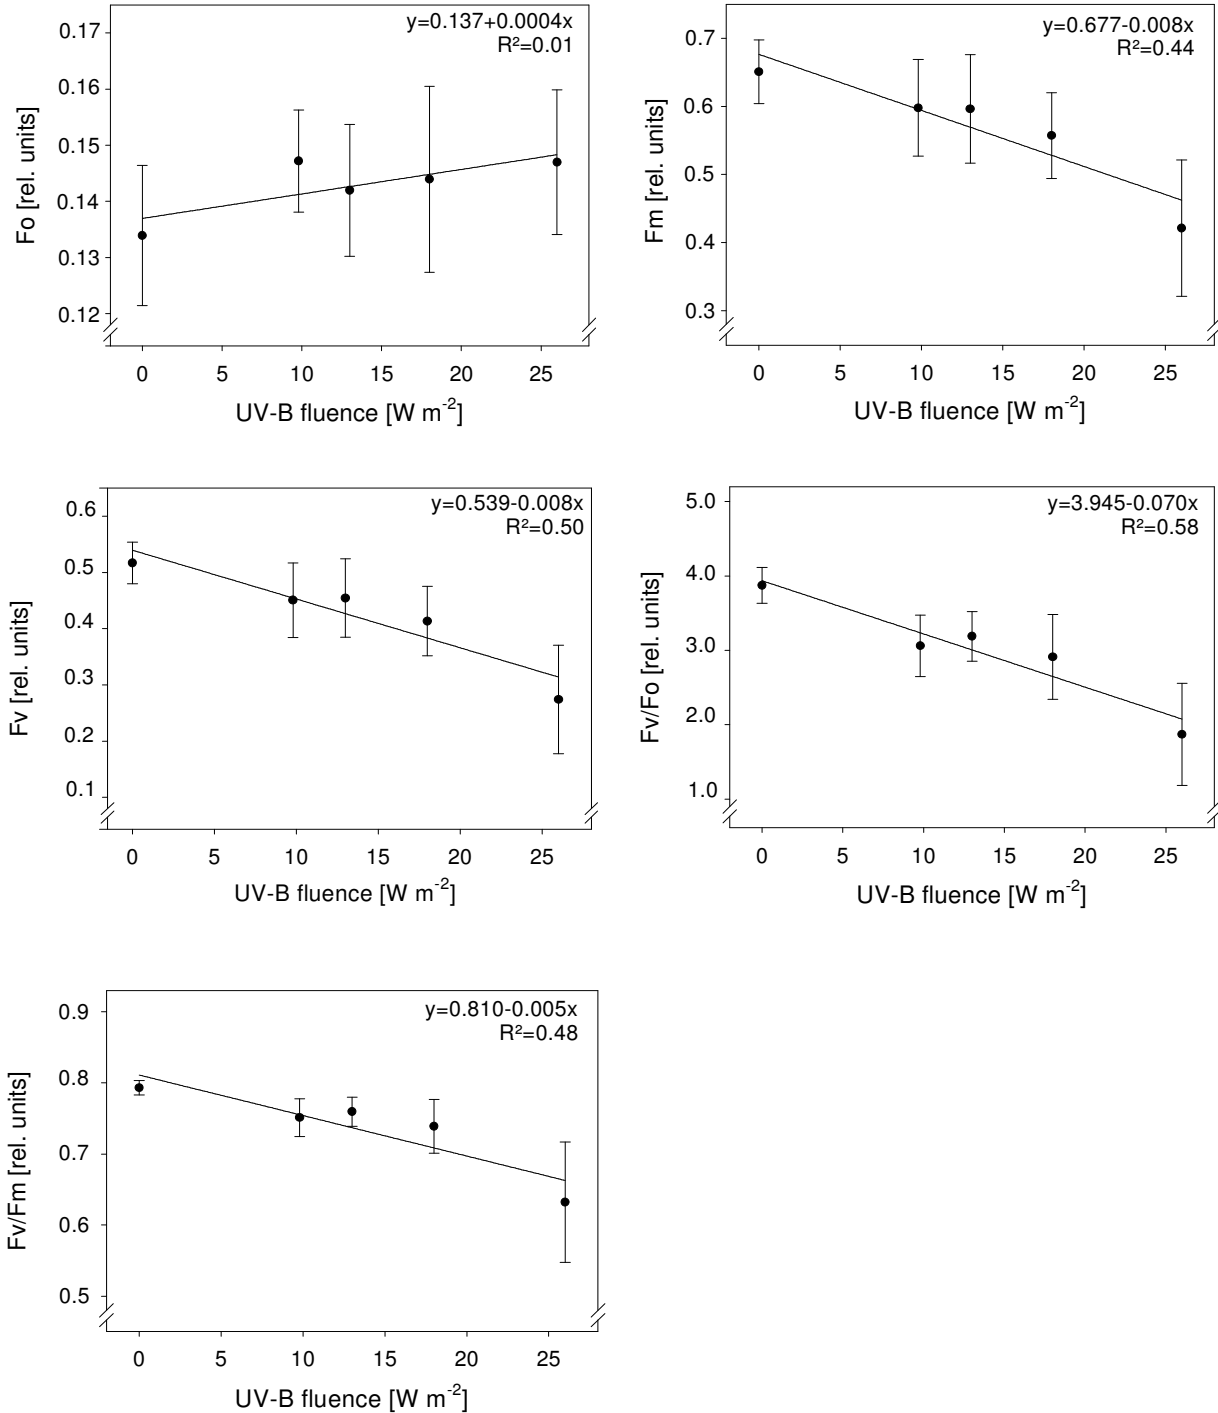 y=0.137+0.0004x
R²=0.01
0.17
0.16
0.15
0.14
0.13
0.12
Fo [rel. units]
0 5 10 15 20 25
UV-B fluence [W m⁻²]
y=0.677-0.008x
R²=0.44
0.7
0.6
0.5
0.4
0.3
Fm [rel. units]
0 5 10 15 20 25
UV-B fluence [W m⁻²]
y=0.539-0.008x
R²=0.50
0.6
0.5
0.4
0.3
0.2
0.1
Fv [rel. units]
0 5 10 15 20 25
UV-B fluence [W m⁻²]
y=3.945-0.070x
R²=0.58
5.0
4.0
3.0
2.0
1.0
Fv/Fo [rel. units]
0 5 10 15 20 25
UV-B fluence [W m⁻²]
y=0.810-0.005x
R²=0.48
0.9
0.8
0.7
0.6
0.5
Fv/Fm [rel. units]
0 5 10 15 20 25
UV-B fluence [W m⁻²]